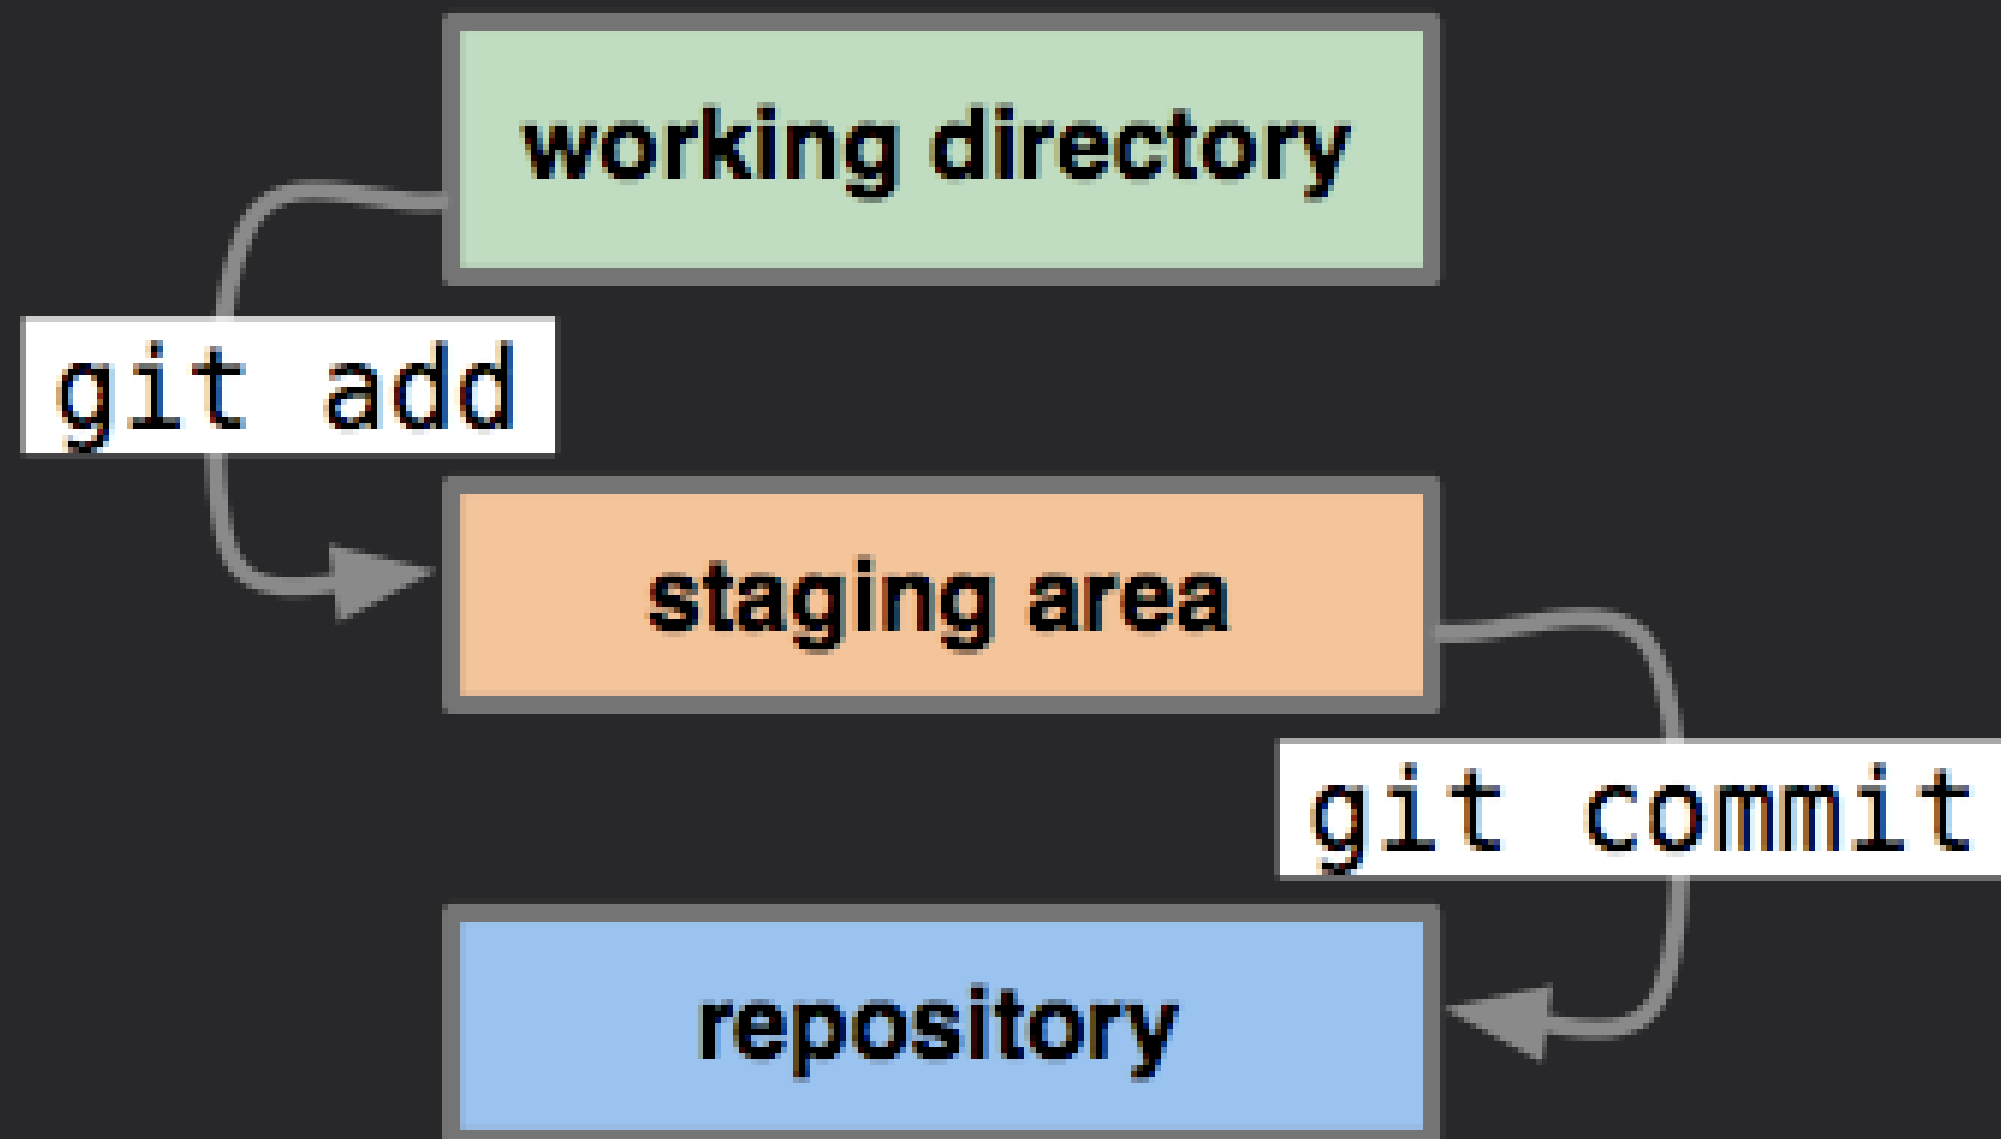 working directory
git add
staging area
git commit
repository